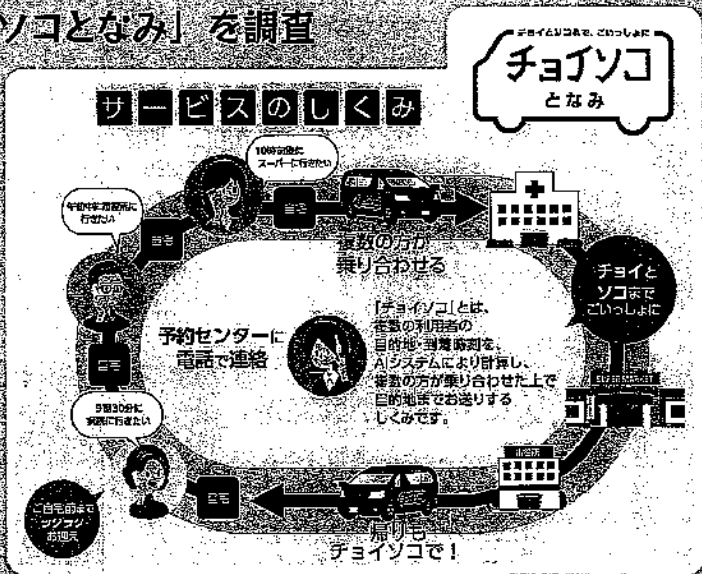 ソコとなみ」を調査
チョイとソコまで、ごいっしょに
チョイソコ
となみ
サービスのしくみ
10時前後に
スーパーに行きたい
自宅
午前中に市役所に
行きたい
自宅
複数の方が
乗り合わせる
チョイと
ソコまで
ごいっしょに
予約センターに
電話で連絡
「チョイソコ」とは、
複数の利用者の
目的地・到着時刻を、
AIシステムにより計算し、
複数の方が乗り合わせた上で
目的地までお送りする
しくみです。
自宅
SUPER MARKET
9時30分に
病院に行きたい
市役所
自宅
ご自宅前まで
お迎え
帰りも
チョイソコで！